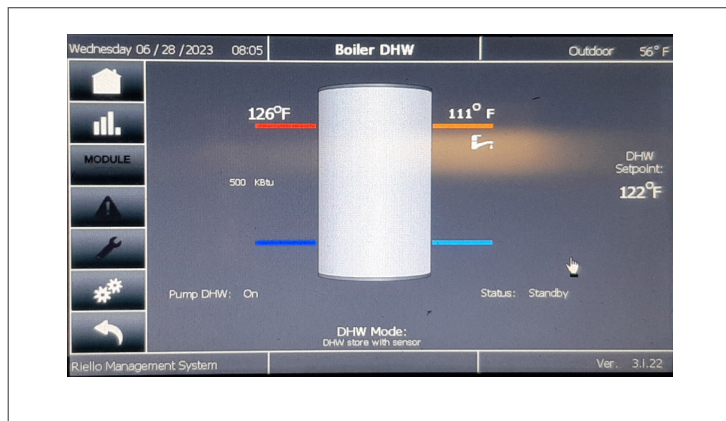 Wednesday 06 / 28 / 2023 08:05 Boiler DHW Outdoor 56° F
126°F 111° F
MODULE
DHW
Setpoint:
500 KBtu
122°F
Pump DHW: On Status: Standby
DHW Mode:
DHW store with sensor
Riello Management System Ver. 3.1.22